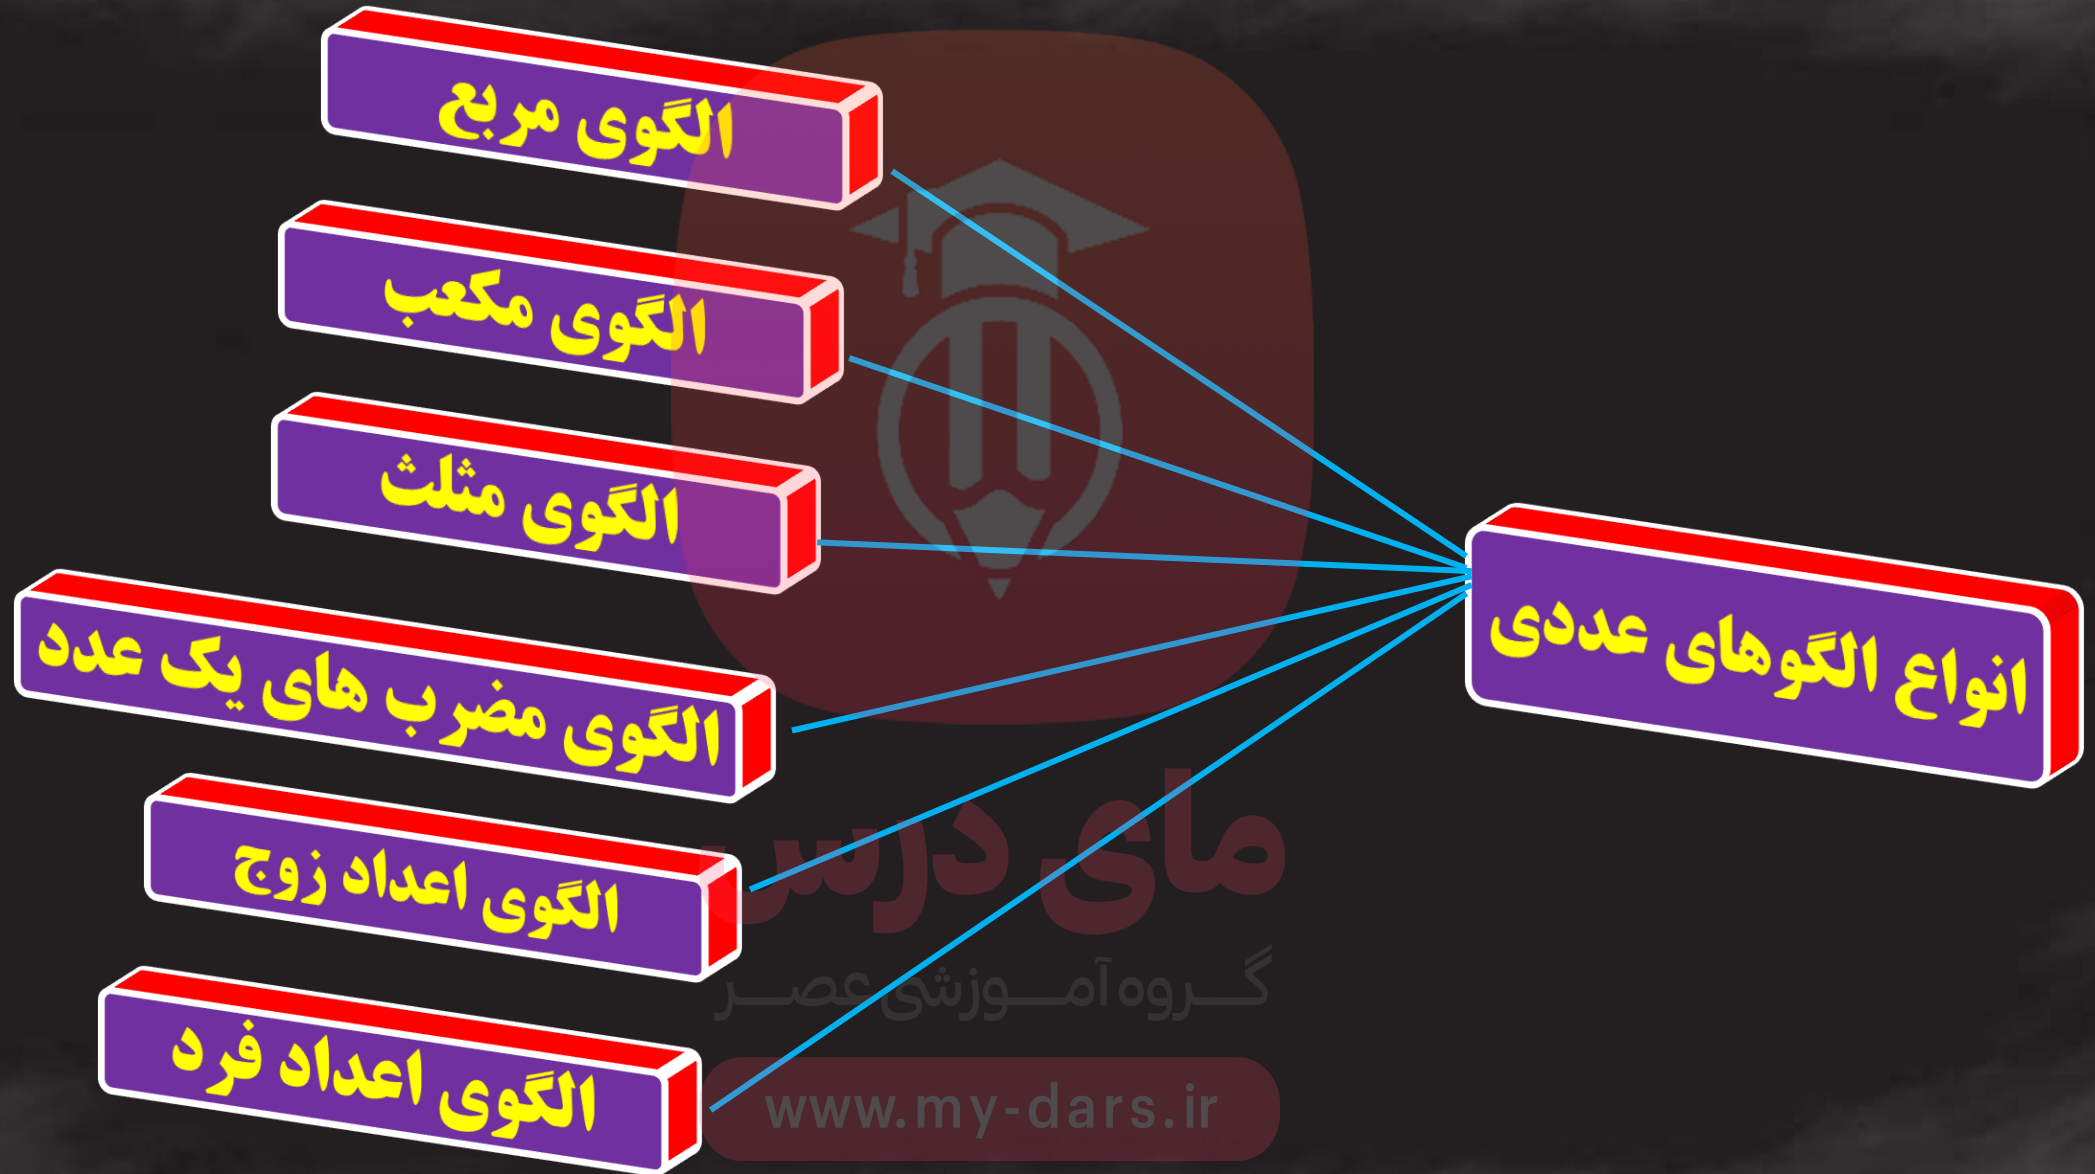 انواع الگوهای عددی
الگوی مربع
الگوی مکعب
الگوی مثلث
الگوی مضرب های یک عدد
الگوی اعداد زوج
الگوی اعداد فرد
مای درس
گروه آموزشی عصر
www.my-dars.ir